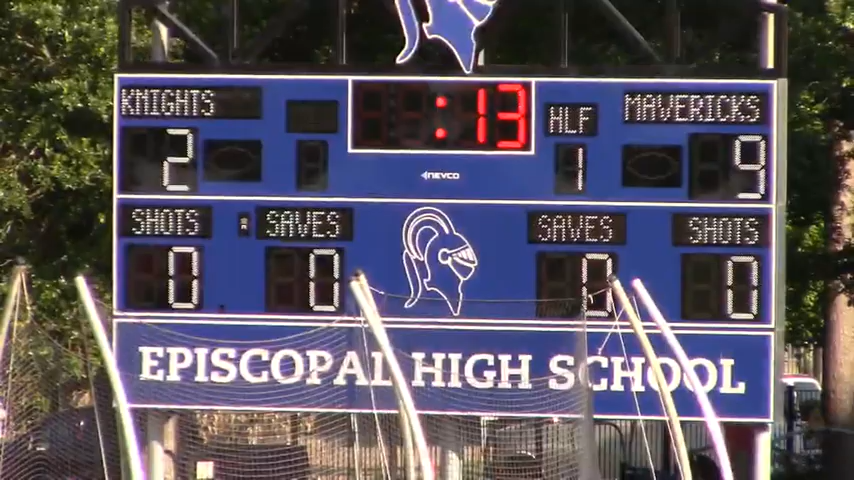 KNIGHTS :13 HLF MAVERICKS
2 1 9
NEVCO
SHOTS SAVES SAVES SHOTS
0 0 0 0
EPISCOPAL HIGH SCHOOL